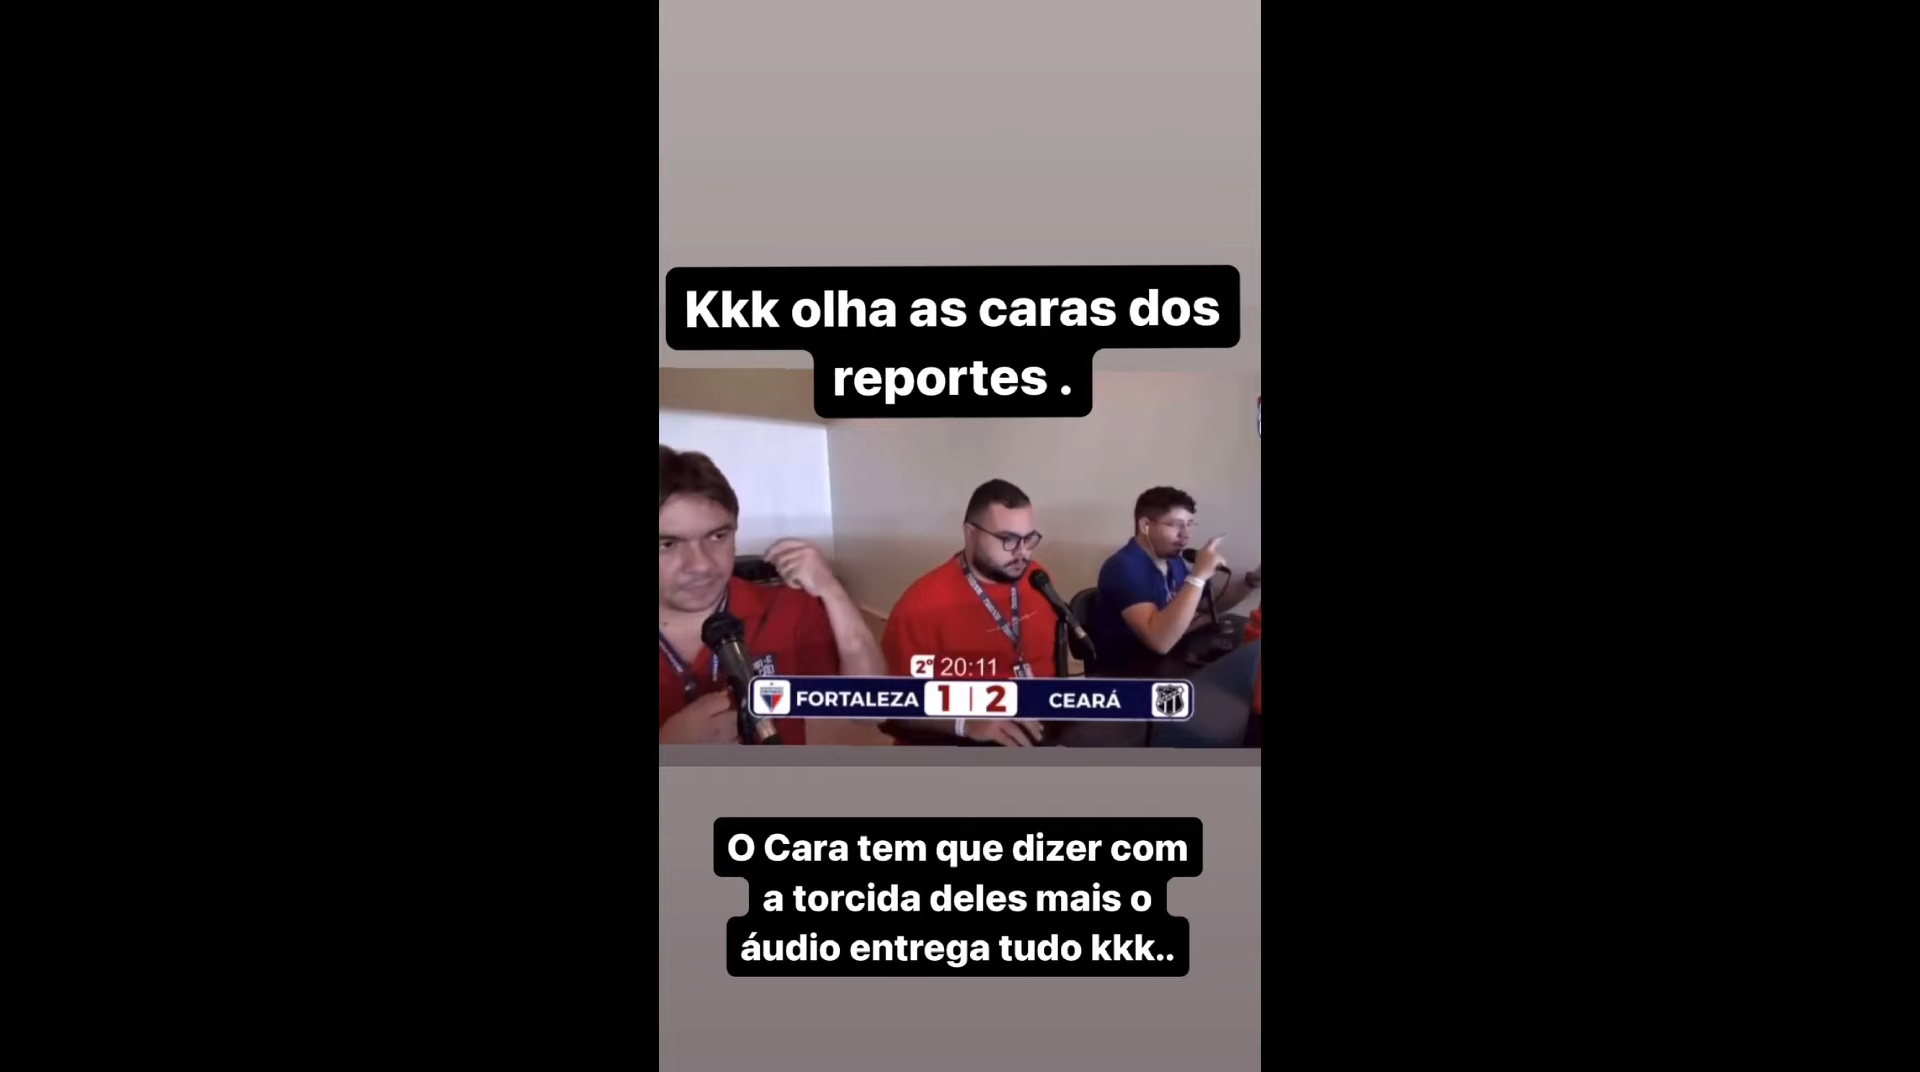 Kkk olha as caras dos
reportes .
2º 20:11
FORTALEZA 1 | 2 CEARÁ
O Cara tem que dizer com
a torcida deles mais o
áudio entrega tudo kkk..